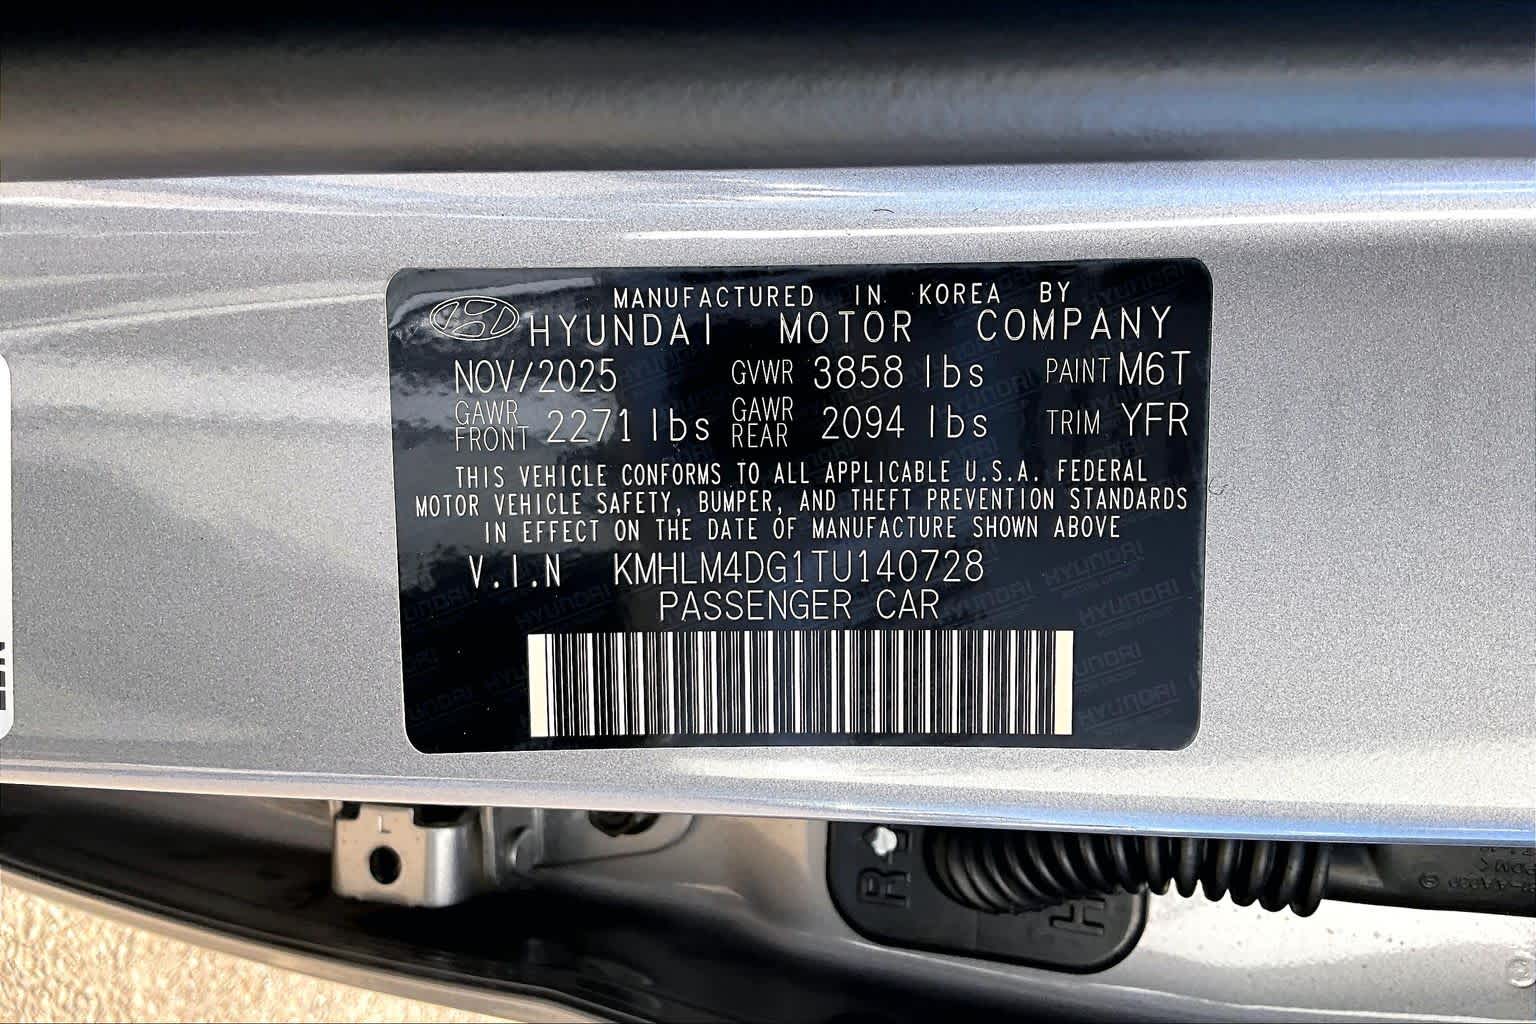 MANUFACTURED IN KOREA BY
HYUNDAI MOTOR COMPANY
NOV/2025 GVWR 3858 lbs PAINT M6T
GAWR FRONT 2271 lbs GAWR REAR 2094 lbs TRIM YFR
THIS VEHICLE CONFORMS TO ALL APPLICABLE U.S.A. FEDERAL
MOTOR VEHICLE SAFETY, BUMPER, AND THEFT PREVENTION STANDARDS
IN EFFECT ON THE DATE OF MANUFACTURE SHOWN ABOVE
V.I.N KMHLM4DG1TU140728
PASSENGER CAR
L
R
H